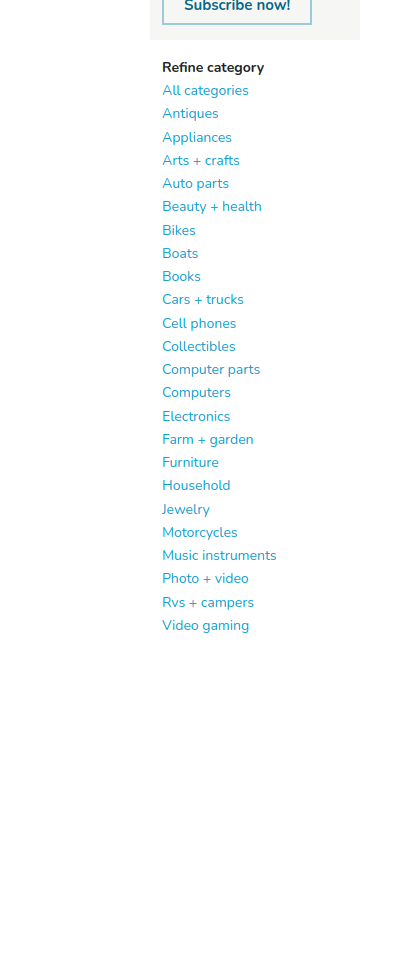 Subscribe now!
Refine category
All categories
Antiques
Appliances
Arts + crafts
Auto parts
Beauty + health
Bikes
Boats
Books
Cars + trucks
Cell phones
Collectibles
Computer parts
Computers
Electronics
Farm + garden
Furniture
Household
Jewelry
Motorcycles
Music instruments
Photo + video
Rvs + campers
Video gaming